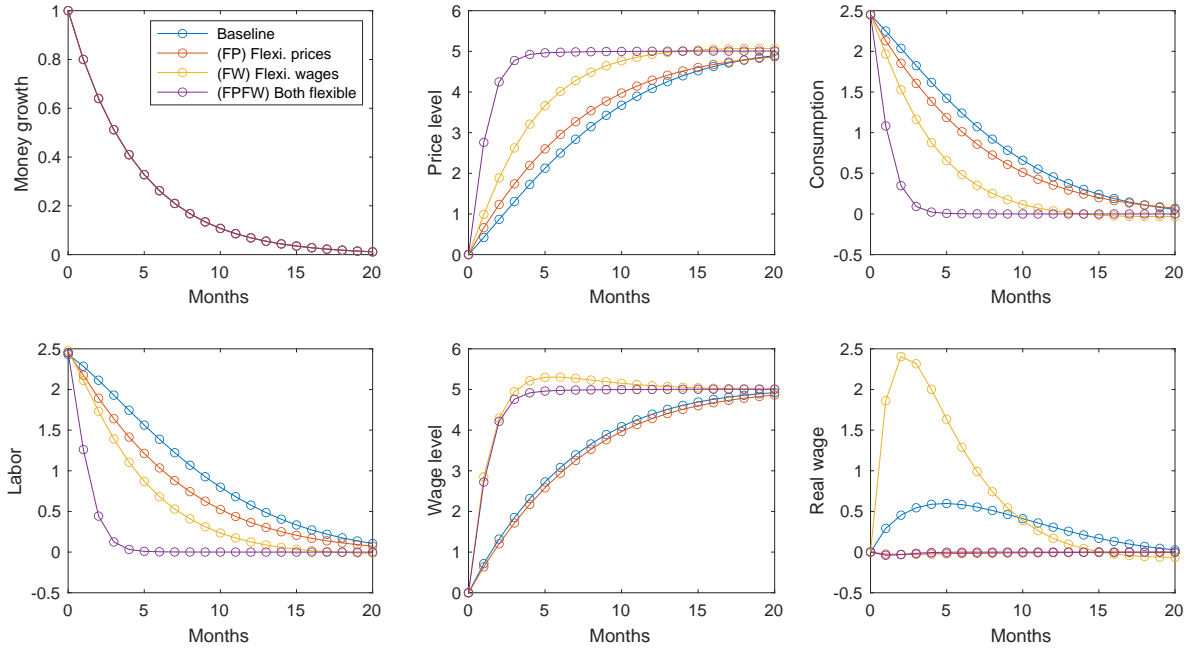 Money growth
1
0.8
0.6
0.4
0.2
0
0 5 10 15 20
Months
Baseline
(FP) Flexi. prices
(FW) Flexi. wages
(FPFW) Both flexible
Price level
6
5
4
3
2
1
0
0 5 10 15 20
Months
Consumption
2.5
2
1.5
1
0.5
0
-0.5
0 5 10 15 20
Months
Labor
2.5
2
1.5
1
0.5
0
-0.5
0 5 10 15 20
Months
Wage level
6
5
4
3
2
1
0
0 5 10 15 20
Months
Real wage
2.5
2
1.5
1
0.5
0
-0.5
0 5 10 15 20
Months